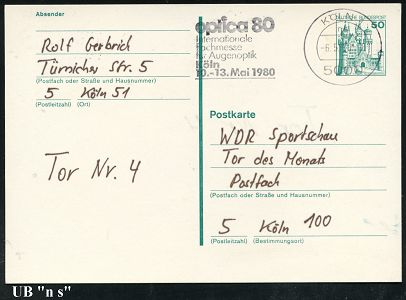 Absender
Rolf Gerbrich
Türnicher Str. 5
(Postfach oder Straße und Hausnummer)
5 Köln 51
(Postleitzahl) (Ort)
Tor Nr. 4
optica 80
Internationale
Fachmesse
für Augenoptik
Köln
10.-13. Mai 1980
DEUTSCHE BUNDESPOST
50
Postkarte
WDR Sportschau
Tor des Monats
Postfach
(Postfach oder Straße und Hausnummer)
5 Köln 100
(Postleitzahl) (Bestimmungsort)
UB "n s"